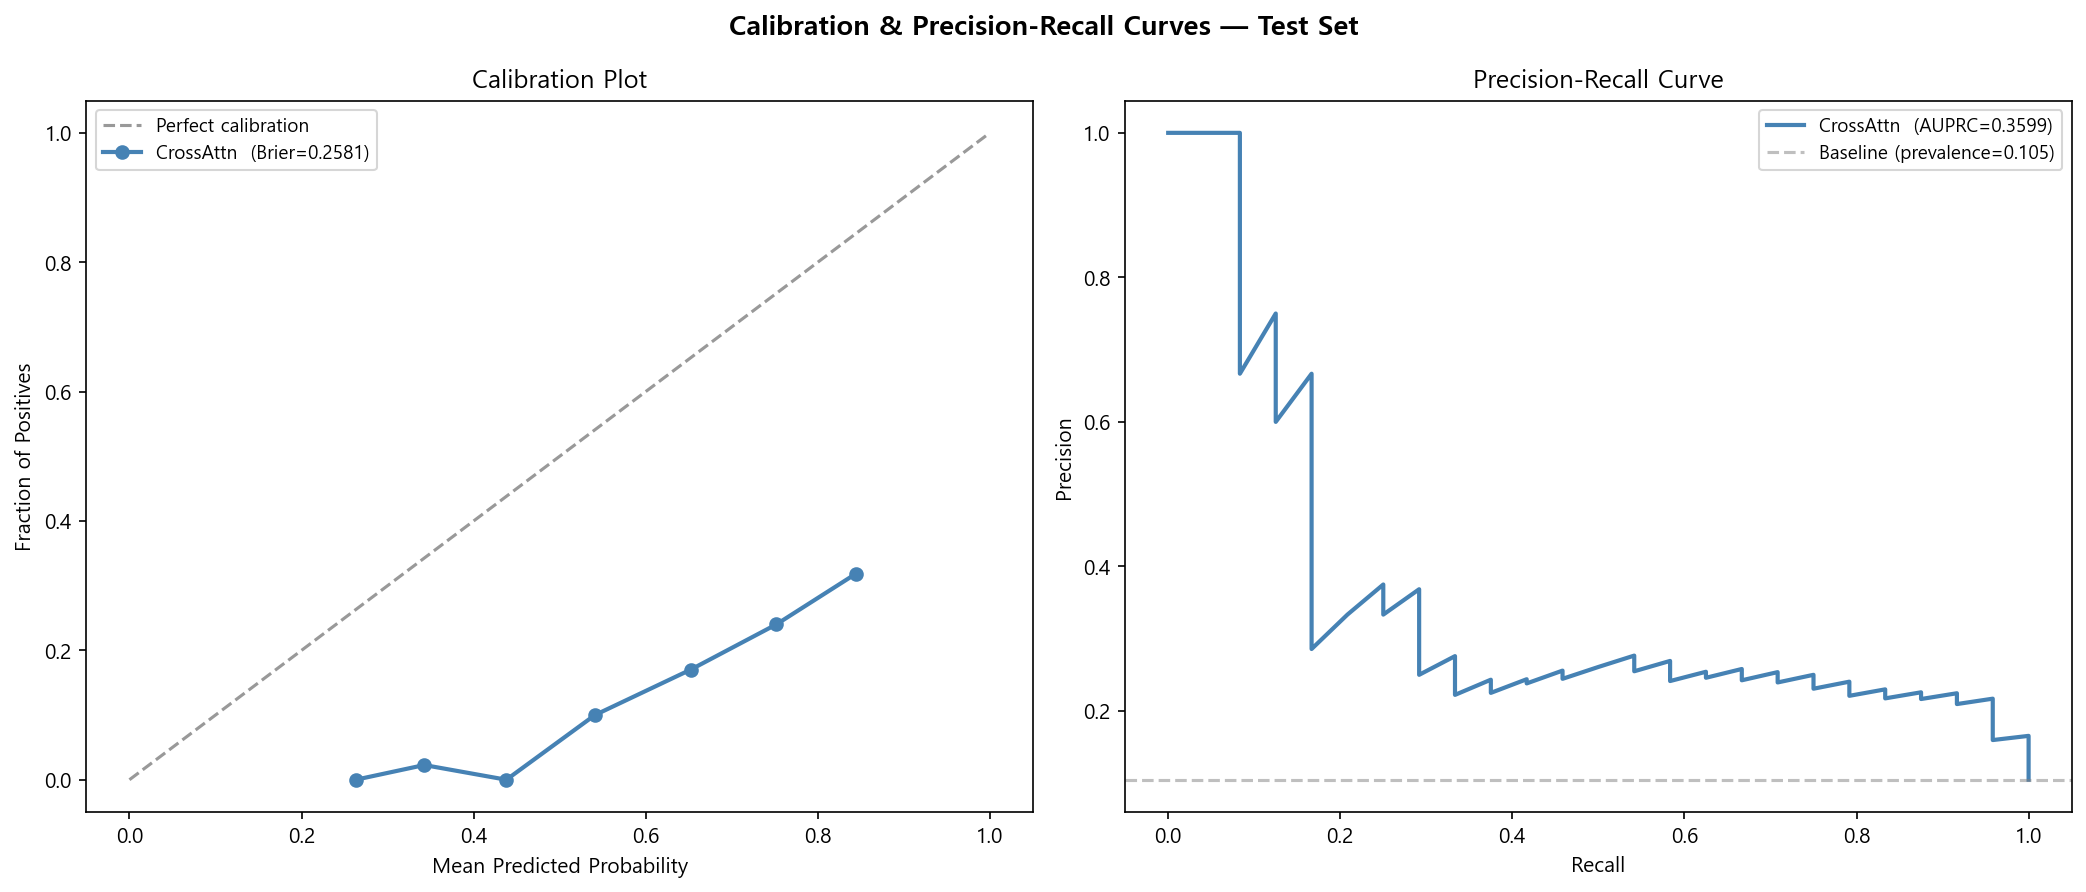 Calibration & Precision-Recall Curves — Test Set
Calibration Plot
Perfect calibration
CrossAttn (Brier=0.2581)
Fraction of Positives
1.0
0.8
0.6
0.4
0.2
0.0
0.0 0.2 0.4 0.6 0.8 1.0
Mean Predicted Probability
Precision-Recall Curve
CrossAttn (AUPRC=0.3599)
Baseline (prevalence=0.105)
Precision
1.0
0.8
0.6
0.4
0.2
0.0 0.2 0.4 0.6 0.8 1.0
Recall